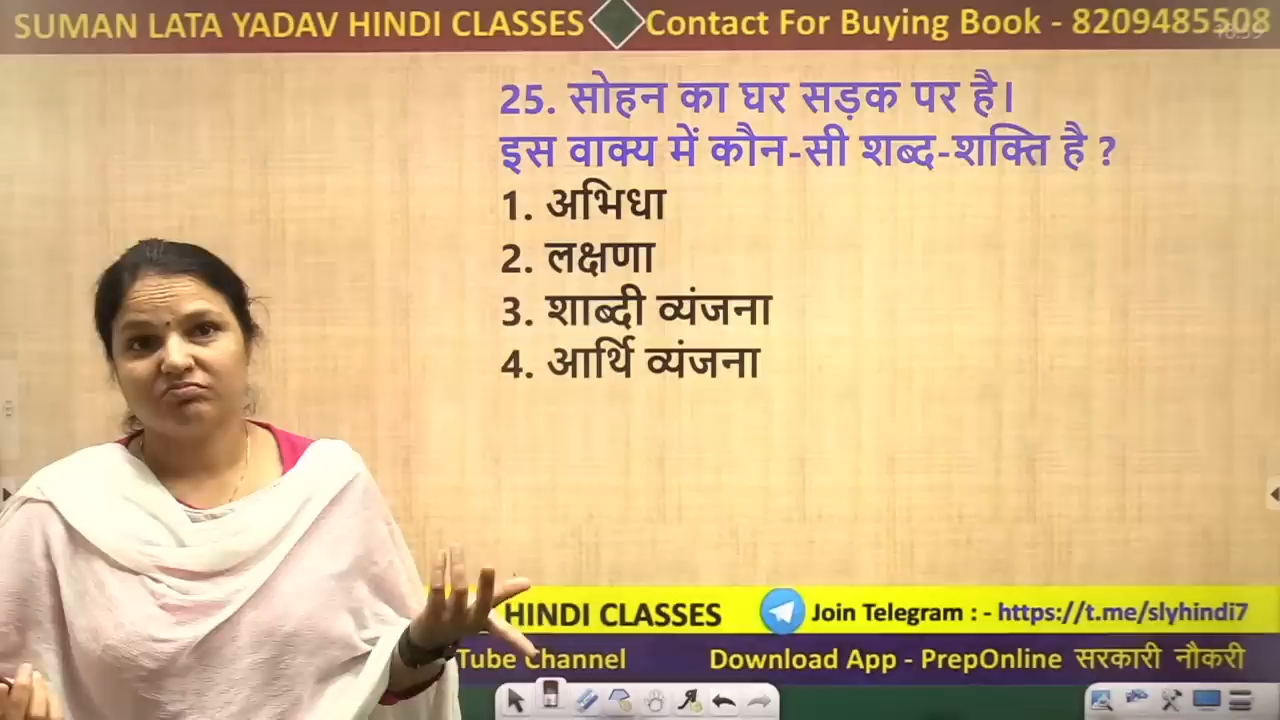 SUMAN LATA YADAV HINDI CLASSES Contact For Buying Book - 8209485508
25. सोहन का घर सड़क पर है।
इस वाक्य में कौन-सी शब्द-शक्ति है ?
1. अभिधा
2. लक्षणा
3. शाब्दी व्यंजना
4. आर्थि व्यंजना
HINDI CLASSES Join Telegram : - https://t.me/slyhindi7
Tube Channel Download App - PrepOnline सरकारी नौकरी